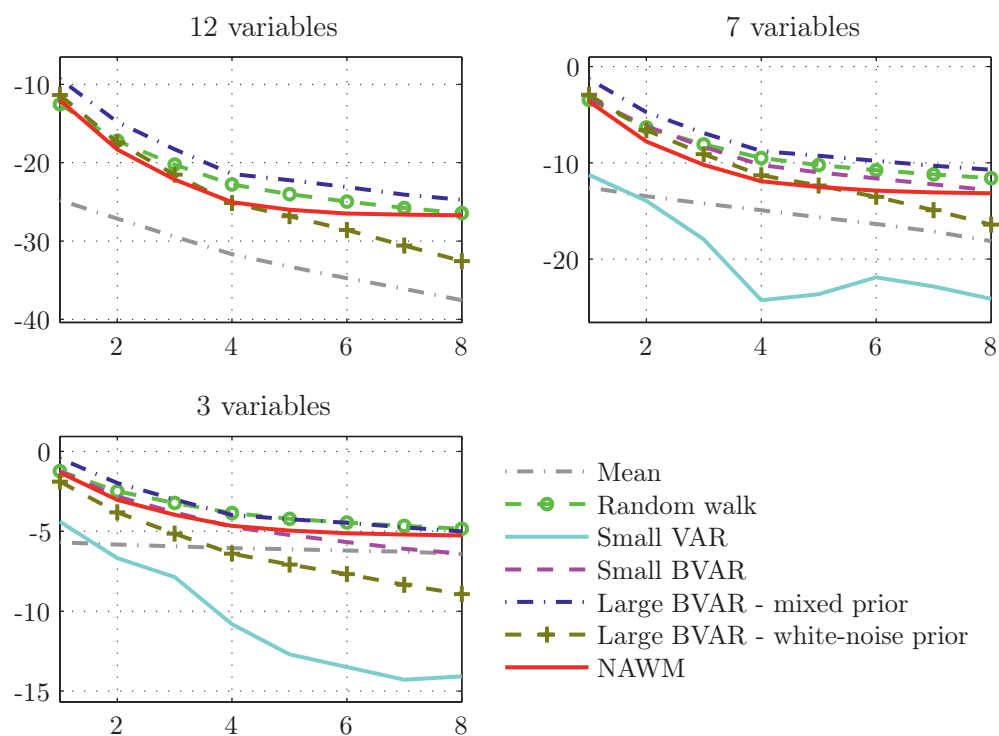 12 variables
-10
-20
-30
-40
2 4 6 8
7 variables
0
-10
-20
2 4 6 8
3 variables
0
-5
-10
-15
2 4 6 8
Mean
Random walk
Small VAR
Small BVAR
Large BVAR - mixed prior
Large BVAR - white-noise prior
NAWM